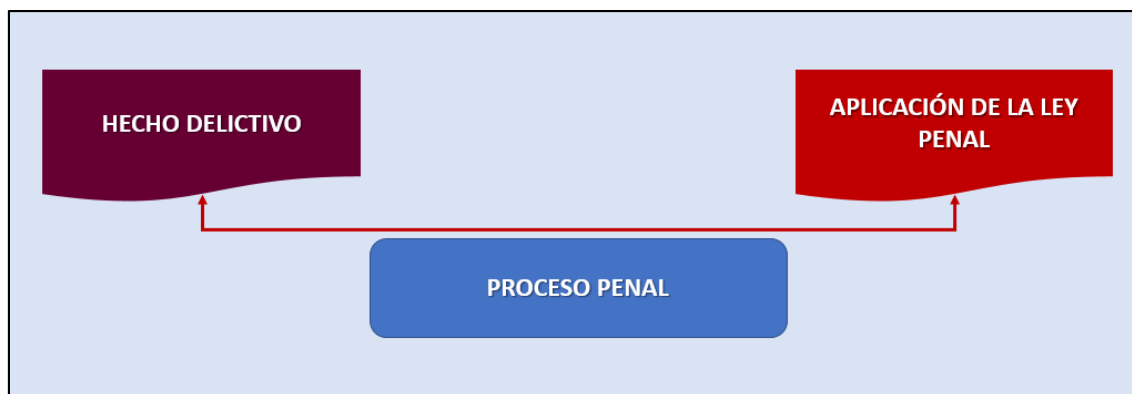 HECHO DELICTIVO
APLICACIÓN DE LA LEY
PENAL
PROCESO PENAL